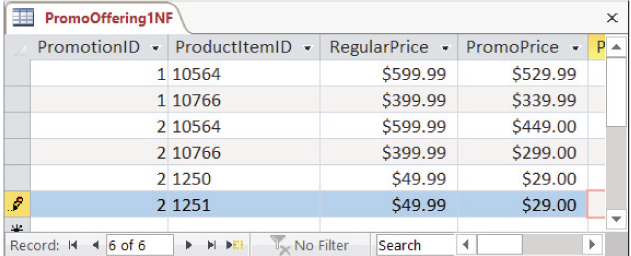 PromoOffering1NF
PromotionID ProductItemID RegularPrice PromoPrice P
1 10564 $599.99 $529.99
1 10766 $399.99 $339.99
2 10564 $599.99 $449.00
2 10766 $399.99 $299.00
2 1250 $49.99 $29.00
2 1251 $49.99 $29.00
Record: 6 of 6 No Filter Search